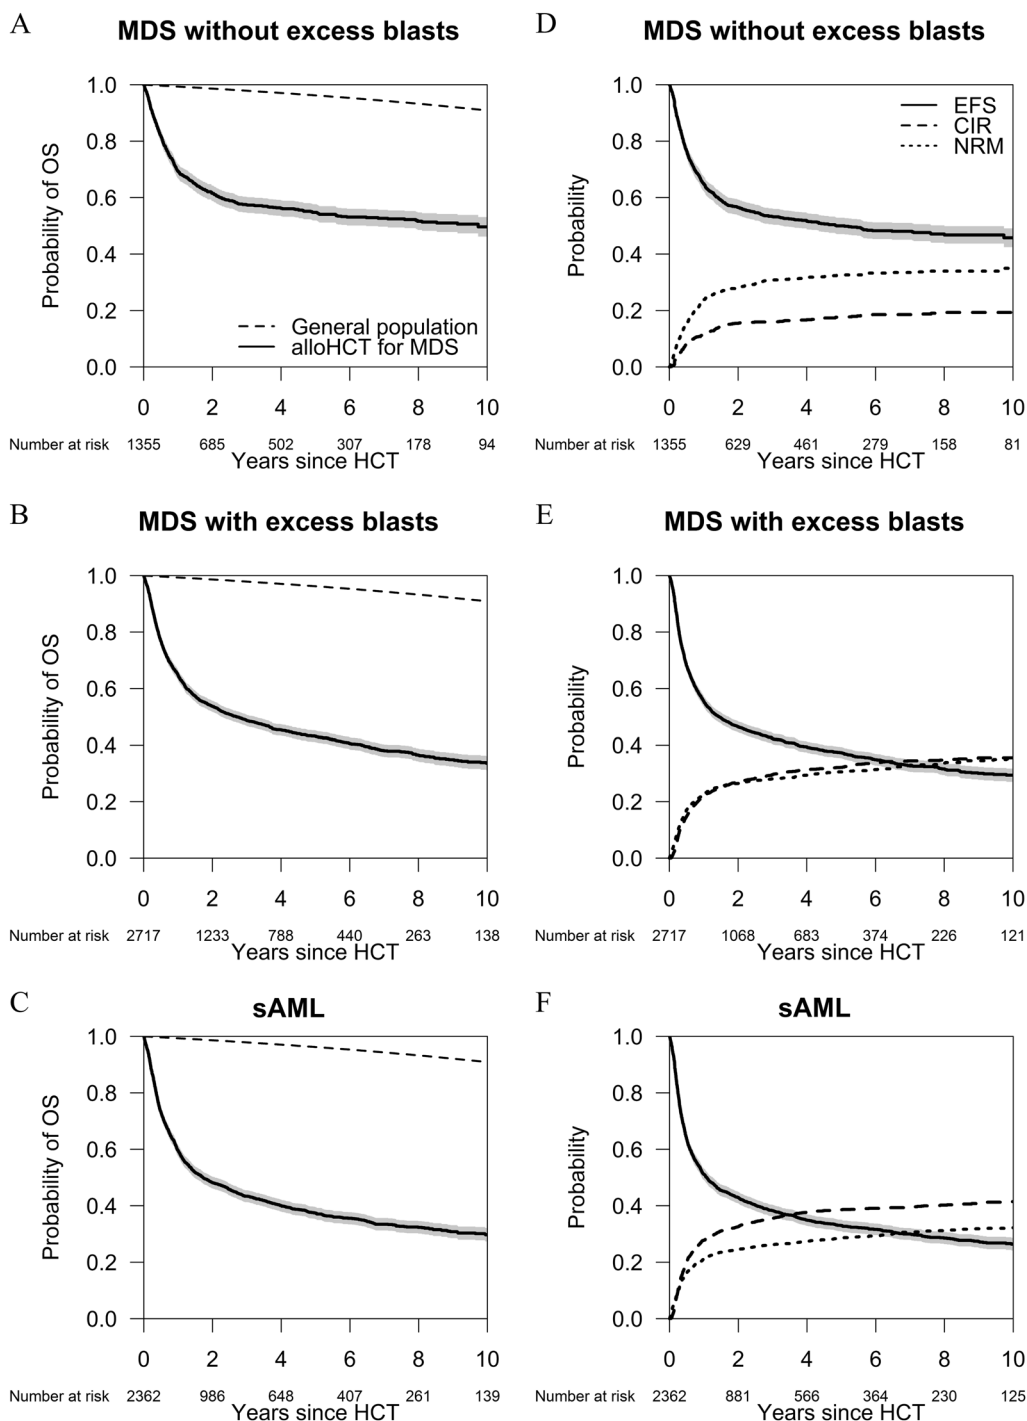 A
MDS without excess blasts
Probability of OS
1.0
0.8
0.6
0.4
0.2
0.0
General population
alloHCT for MDS
0 2 4 6 8 10
Number at risk 1355 685 502 307 178 94
Years since HCT
D
MDS without excess blasts
Probability
1.0
0.8
0.6
0.4
0.2
0.0
EFS
CIR
NRM
0 2 4 6 8 10
Number at risk 1355 629 461 279 158 81
Years since HCT
B
MDS with excess blasts
Probability of OS
1.0
0.8
0.6
0.4
0.2
0.0
0 2 4 6 8 10
Number at risk 2717 1233 788 440 263 138
Years since HCT
E
MDS with excess blasts
Probability
1.0
0.8
0.6
0.4
0.2
0.0
0 2 4 6 8 10
Number at risk 2717 1068 683 374 226 121
Years since HCT
C
sAML
Probability of OS
1.0
0.8
0.6
0.4
0.2
0.0
0 2 4 6 8 10
Number at risk 2362 986 648 407 261 139
Years since HCT
F
sAML
Probability
1.0
0.8
0.6
0.4
0.2
0.0
0 2 4 6 8 10
Number at risk 2362 881 566 364 230 125
Years since HCT